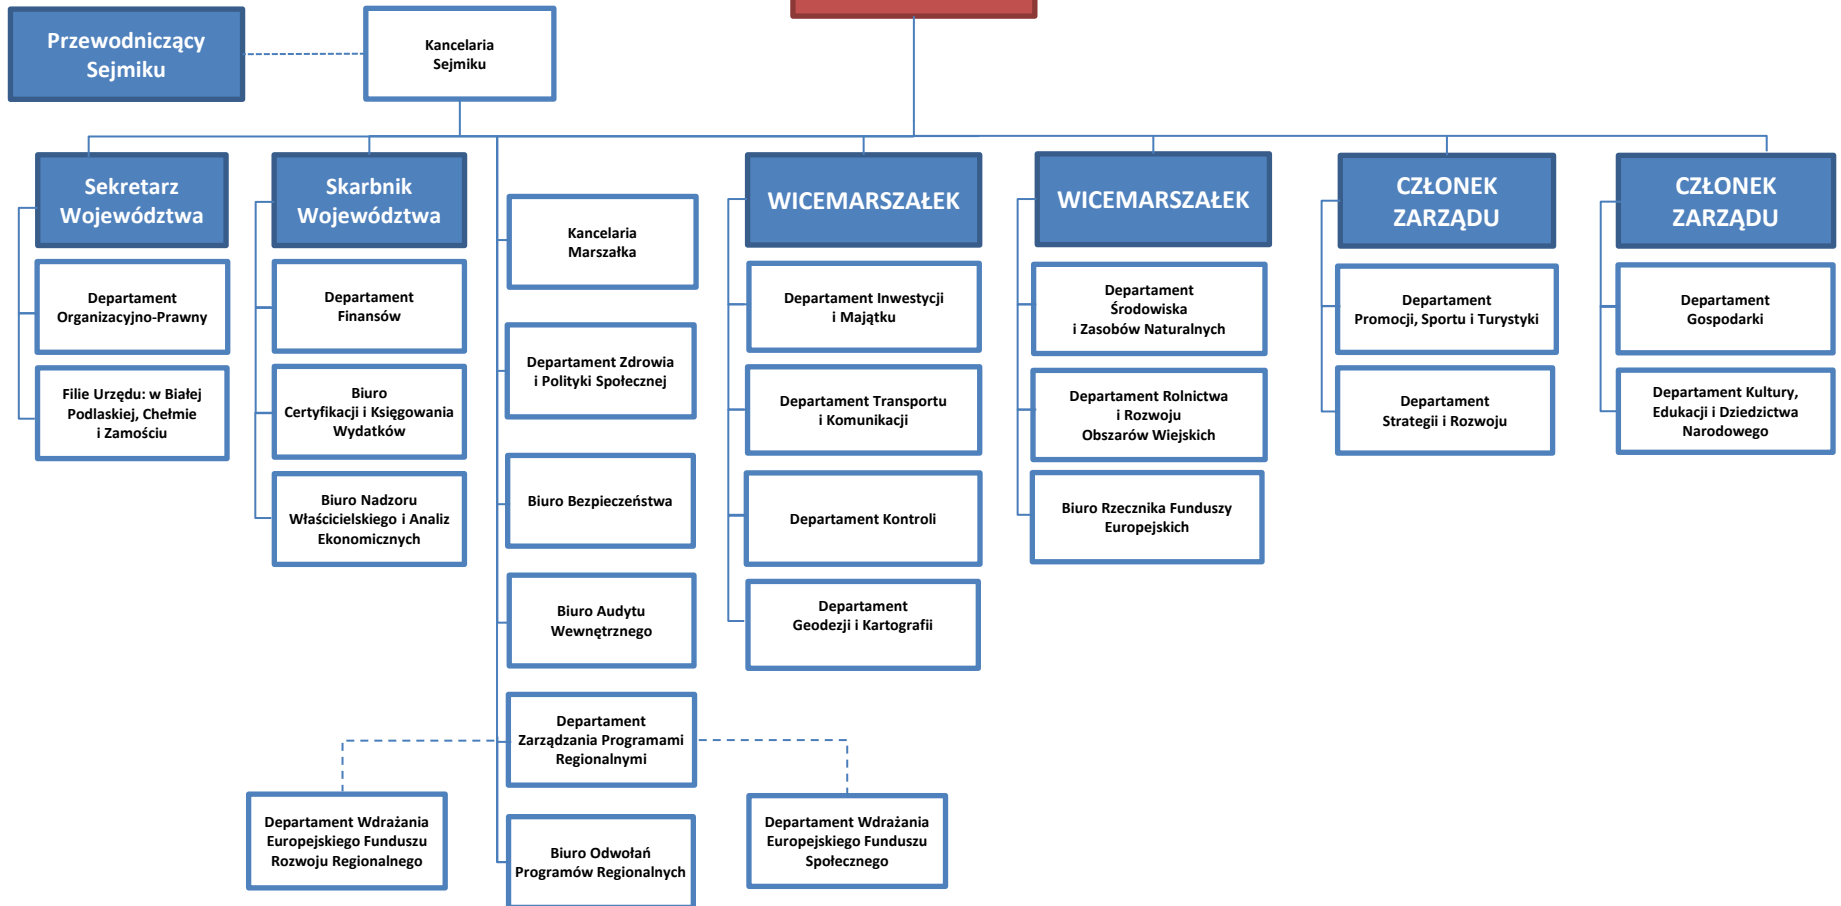 Przewodniczący
Sejmiku
Kancelaria
Sejmiku
Sekretarz
Województwa
Departament
Organizacyjno-Prawny
Filie Urzędu: w Białej
Podlaskiej, Chełmie
i Zamościu
Skarbnik
Województwa
Departament
Finansów
Biuro
Certyfikacji i Księgowania
Wydatków
Biuro Nadzoru
Właścicielskiego i Analiz
Ekonomicznych
Kancelaria
Marszałka
Departament Zdrowia
i Polityki Społecznej
Biuro Bezpieczeństwa
Biuro Audytu
Wewnętrznego
Departament
Zarządzania Programami
Regionalnymi
Departament Wdrażania
Europejskiego Funduszu
Rozwoju Regionalnego
Biuro Odwołań
Programów Regionalnych
Departament Wdrażania
Europejskiego Funduszu
Społecznego
WICEMARSZAŁEK
Departament Inwestycji
i Majątku
Departament Transportu
i Komunikacji
Departament Kontroli
Departament
Geodezji i Kartografii
WICEMARSZAŁEK
Departament
Środowiska
i Zasobów Naturalnych
Departament Rolnictwa
i Rozwoju
Obszarów Wiejskich
Biuro Rzecznika Funduszy
Europejskich
CZŁONEK
ZARZĄDU
Departament
Promocji, Sportu i Turystyki
Departament
Strategii i Rozwoju
CZŁONEK
ZARZĄDU
Departament
Gospodarki
Departament Kultury,
Edukacji i Dziedzictwa
Narodowego